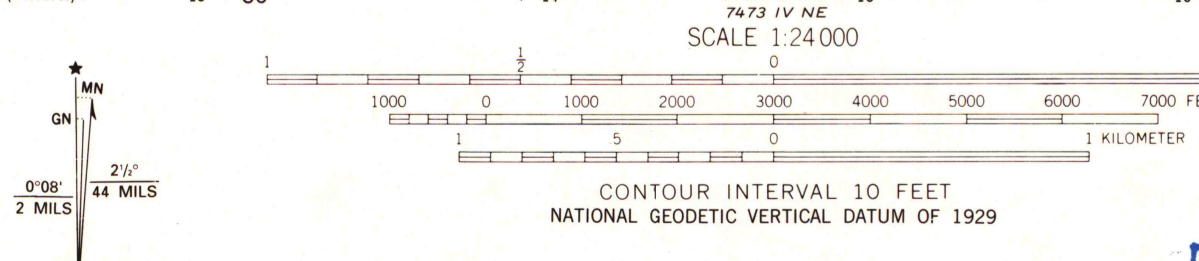 7473 IV NE
SCALE 1:24 000
1 1/2 0
MN
GN
1000 0 1000 2000 3000 4000 5000 6000 7000
1 .5 0 1 KILOMETER
0°08' 2½°
2 MILS 44 MILS
CONTOUR INTERVAL 10 FEET
NATIONAL GEODETIC VERTICAL DATUM OF 1929